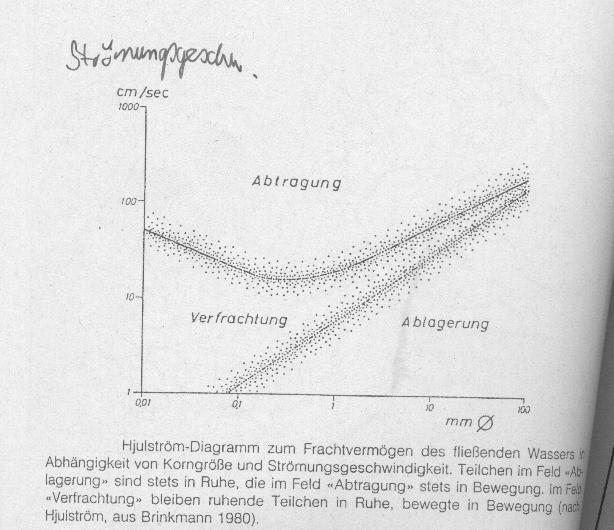 Strömungsgeschw.
cm/sec
1000
Abtragung
100
10
Verfrachtung Ablagerung
1
0,01 0,1 1 10 100
mm Ø
Hjulström-Diagramm zum Frachtvermögen des fließenden Wassers
Abhängigkeit von Korngröße und Strömungsgeschwindigkeit. Teilchen im Feld «Ab-
lagerung» sind stets in Ruhe, die im Feld «Abtragung» stets in Bewegung. Im Feld
«Verfrachtung» bleiben ruhende Teilchen in Ruhe, bewegte in Bewegung (nach
Hjulström, aus Brinkmann 1980).